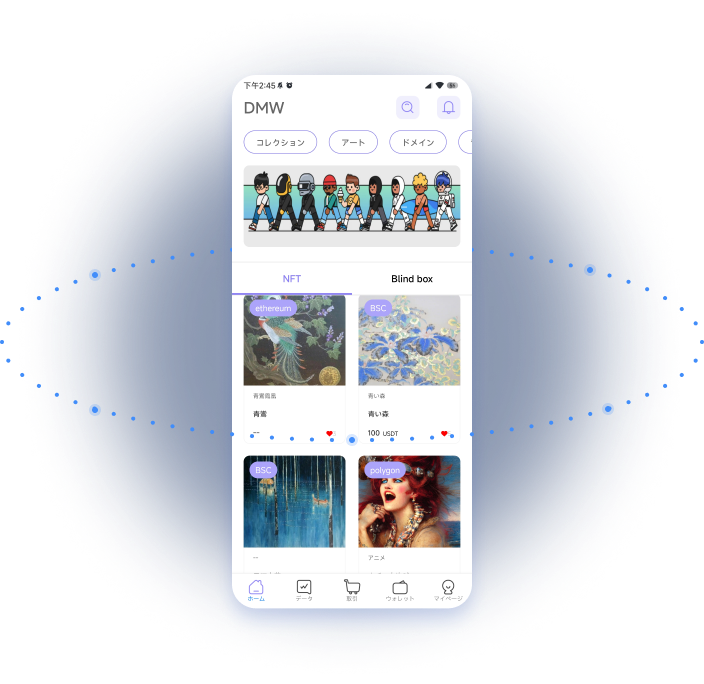 下午2:45
DMW
コレクション
アート
ドメイン
NFT
Blind box
ethereum
BSC
青鸞凰凰
青い森
青鸞
青い森
--
100 USDT
BSC
polygon
--
アニメ
ホーム
データ
取引
ウォレット
マイページ